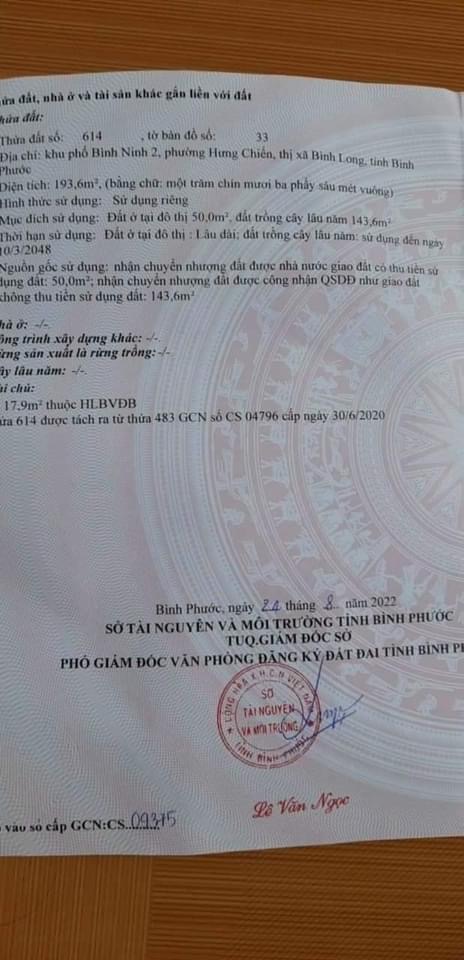 ửa đất, nhà ở và tài sản khác gắn liền với đất
hửa đất:
Thửa đất số: 614 , tờ bản đồ số: 33
Địa chỉ: khu phố Bình Ninh 2, phường Hưng Chiến, thị xã Bình Long, tỉnh Bình
Phước
Diện tích: 193,6m², (bằng chữ: một trăm chín mươi ba phẩy sáu mét vuông)
Hình thức sử dụng: Sử dụng riêng
Mục đích sử dụng: Đất ở tại đô thị 50,0m², đất trồng cây lâu năm 143,6m²
Thời hạn sử dụng: Đất ở tại đô thị : Lâu dài; đất trồng cây lâu năm: sử dụng đến ngày
10/3/2048
Nguồn gốc sử dụng: nhận chuyển nhượng đất được nhà nước giao đất có thu tiền sử
dụng đất: 50,0m²; nhận chuyển nhượng đất được công nhận QSDĐ như giao đất
không thu tiền sử dụng đất: 143,6m²
hà ở: -/-.
ông trình xây dựng khác: -/-.
ừng sản xuất là rừng trồng: -/-.
ây lâu năm: -/-.
hi chú:
17,9m² thuộc HLBVĐB
ửa 614 được tách ra từ thửa 483 GCN số CS 04796 cấp ngày 30/6/2020
Bình Phước, ngày 24 tháng 8 năm 2022
SỞ TÀI NGUYÊN VÀ MÔI TRƯỜNG TỈNH BÌNH PHƯỚC
TUQ.GIÁM ĐỐC SỞ
PHÓ GIÁM ĐỐC VĂN PHÒNG ĐĂNG KÝ ĐẤT ĐAI TỈNH BÌNH PH
CỘNG HÒA X.H.C.N VIỆT NAM
SỞ
TÀI NGUYÊN
VÀ MÔI TRƯỜNG
TỈNH BÌNH PHƯỚC
Lê Văn Ngọc
vào sổ cấp GCN:CS..09375